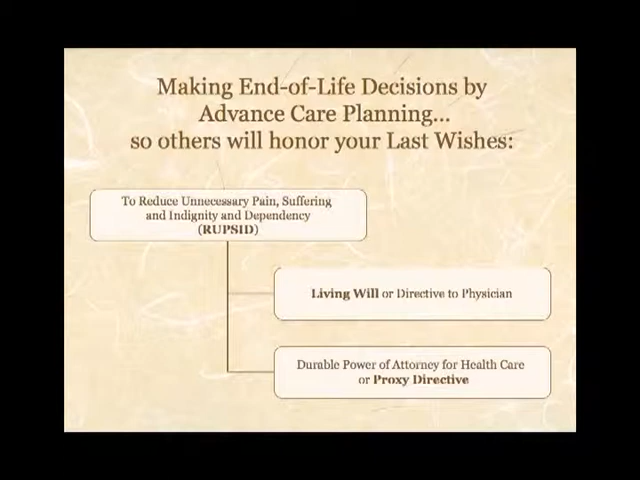 Making End-of-Life Decisions by
Advance Care Planning...
so others will honor your Last Wishes:
To Reduce Unnecessary Pain, Suffering
and Indignity and Dependency
(RUPSID)
Living Will or Directive to Physician
Durable Power of Attorney for Health Care
or Proxy Directive